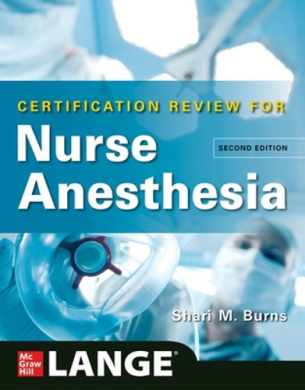 CERTIFICATION REVIEW FOR
Nurse
SECOND EDITION
Anesthesia
Shari M. Burns
Mc
Graw
Hill
LANGE®